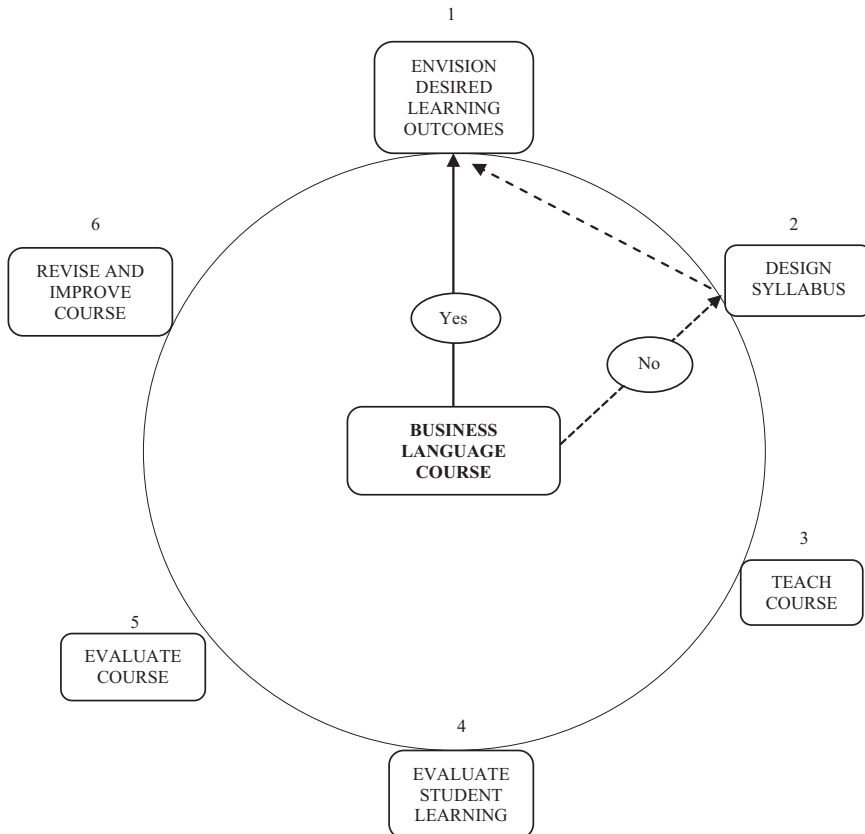 1
ENVISION
DESIRED
LEARNING
OUTCOMES
6
REVISE AND
IMPROVE
COURSE
2
DESIGN
SYLLABUS
Yes
No
BUSINESS
LANGUAGE
COURSE
3
TEACH
COURSE
5
EVALUATE
COURSE
4
EVALUATE
STUDENT
LEARNING